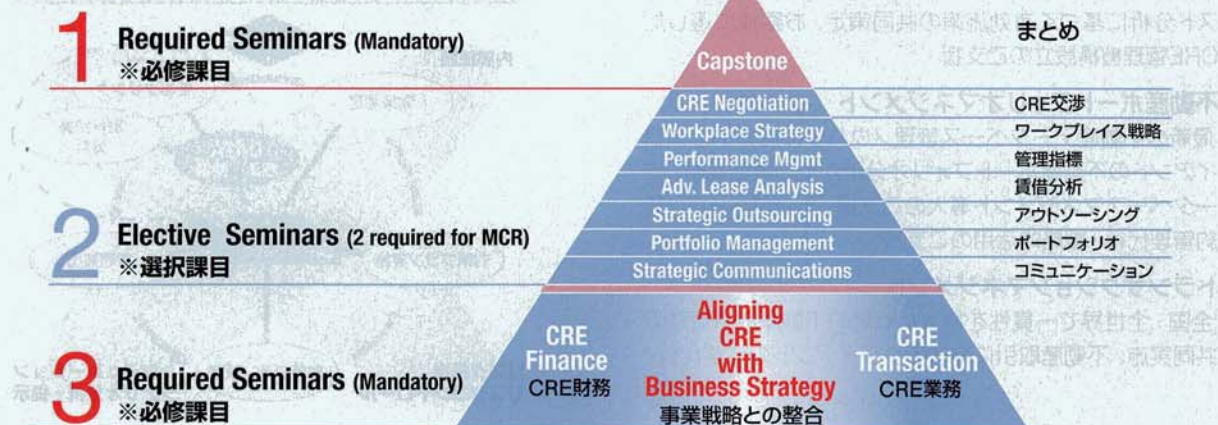 1 Required Seminars (Mandatory)
※必修課目
Capstone
まとめ
CRE Negotiation
CRE交渉
Workplace Strategy
ワークプレイス戦略
Performance Mgmt
管理指標
Adv. Lease Analysis
賃借分析
2 Elective Seminars (2 required for MCR)
※選択課目
Strategic Outsourcing
アウトソーシング
Portfolio Management
ポートフォリオ
Strategic Communications
コミュニケーション
3 Required Seminars (Mandatory)
※必修課目
CRE
Finance
CRE財務
Aligning
CRE
with
Business Strategy
事業戦略との整合
CRE
Transaction
CRE業務